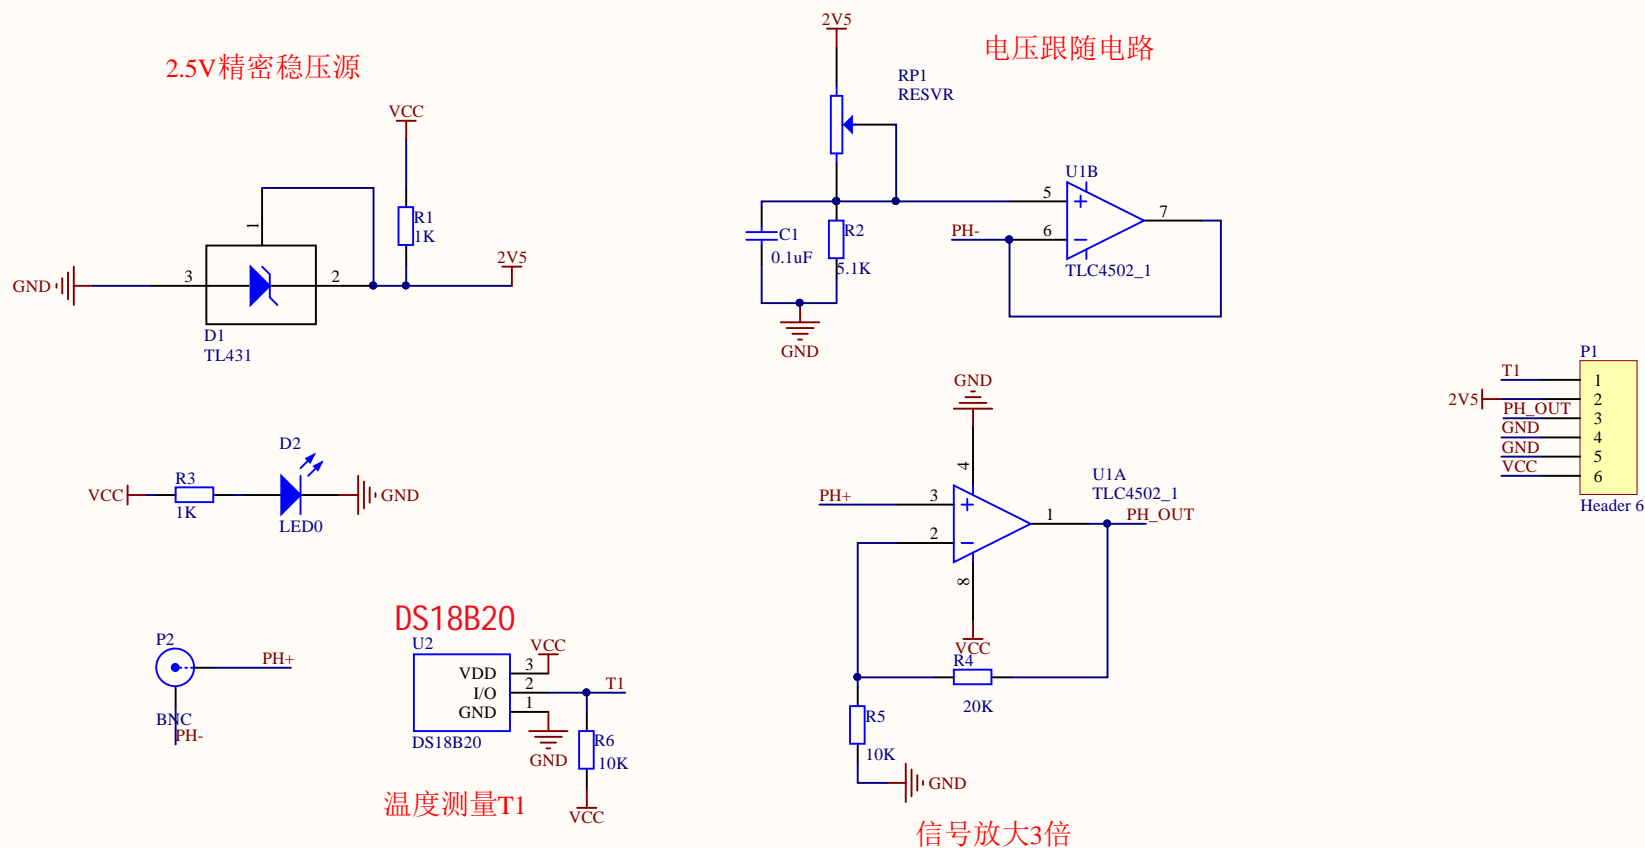 2.5V精密稳压源
VCC
R1
1K
1
3
2
2V5
GND
D1
TL431
D2
R3
VCC
GND
1K
LED0
P2
PH+
BNC
PH-
DS18B20
U2
VCC
VDD
3
I/O
2
T1
GND
1
DS18B20
GND
R6
10K
VCC
温度测量T1
2V5
电压跟随电路
RP1
RESVR
U1B
5
C1
0.1uF
R2
5.1K
PH-
6
7
TLC4502_1
GND
GND
4
U1A
TLC4502_1
PH+
3
1
PH_OUT
2
8
VCC
R4
20K
R5
10K
GND
信号放大3倍
P1
T1
1
2V5
2
PH_OUT
3
GND
4
GND
5
VCC
6
Header 6